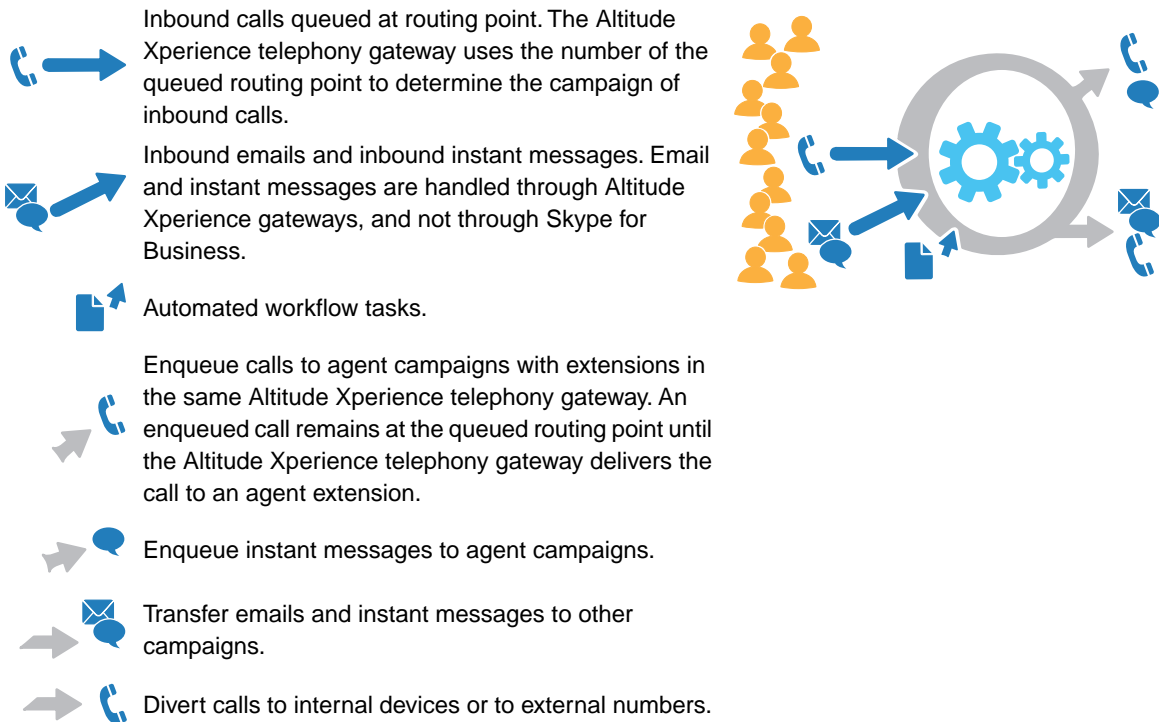 Inbound calls queued at routing point. The Altitude
Xperience telephony gateway uses the number of the
queued routing point to determine the campaign of
inbound calls.
Inbound emails and inbound instant messages. Email
and instant messages are handled through Altitude
Xperience gateways, and not through Skype for
Business.
Automated workflow tasks.
Enqueue calls to agent campaigns with extensions in
the same Altitude Xperience telephony gateway. An
enqueued call remains at the queued routing point until
the Altitude Xperience telephony gateway delivers the
call to an agent extension.
Enqueue instant messages to agent campaigns.
Transfer emails and instant messages to other
campaigns.
Divert calls to internal devices or to external numbers.